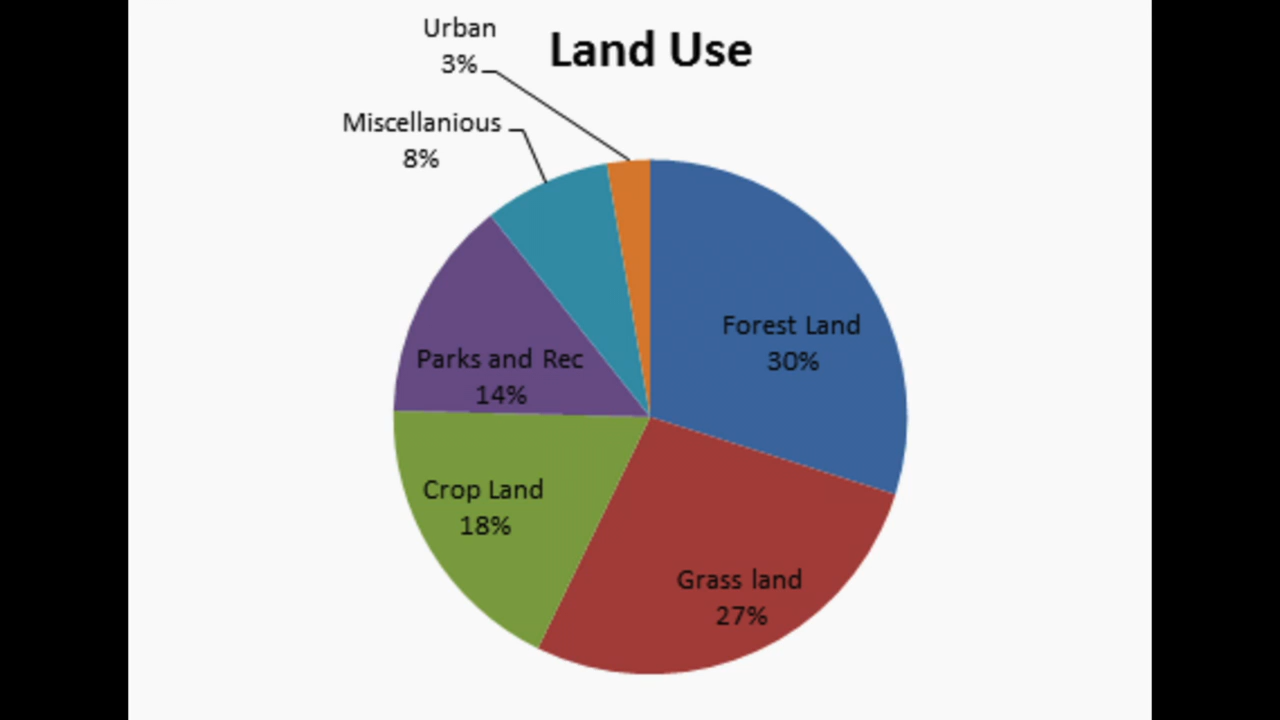 Land Use
Urban
3%
Miscellanious
8%
Forest Land
30%
Parks and Rec
14%
Crop Land
18%
Grass land
27%